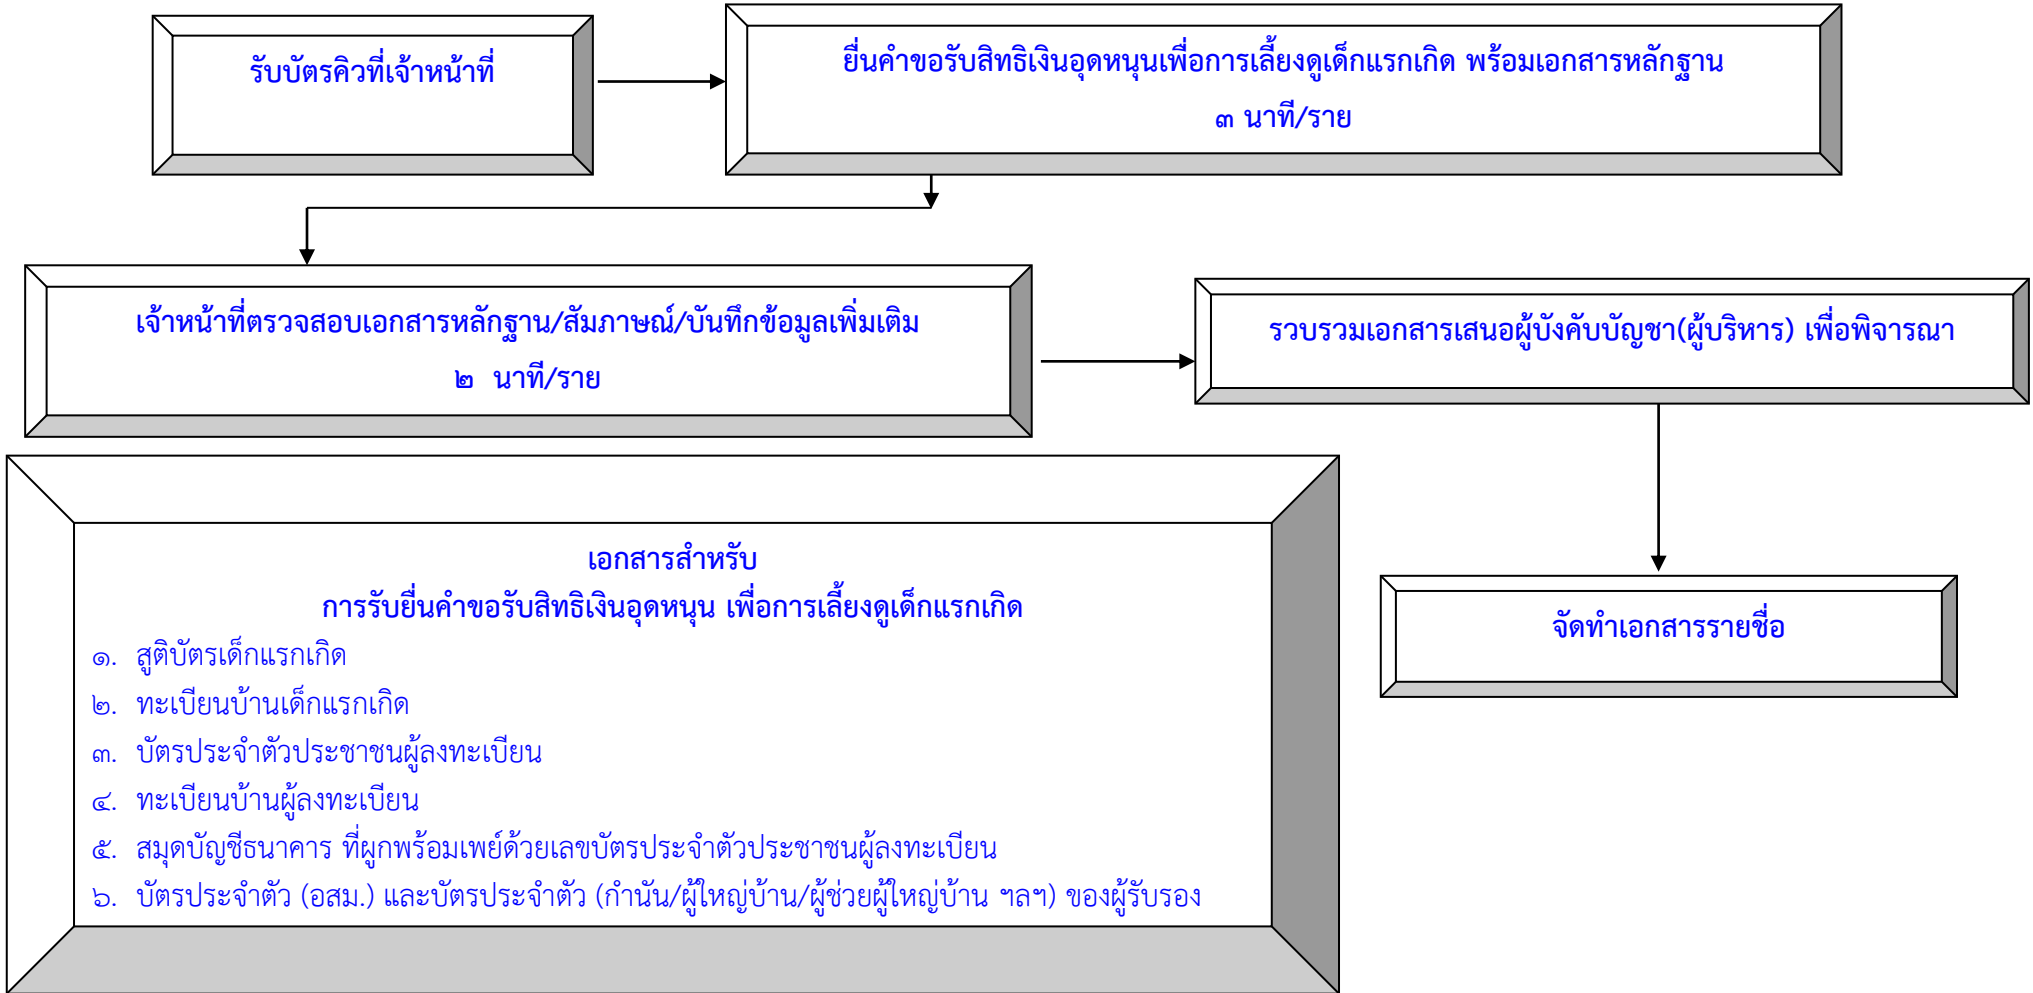 รับบัตรคิวที่เจ้าหน้าที่
ยื่นคำขอรับสิทธิเงินอุดหนุนเพื่อการเลี้ยงดูเด็กแรกเกิด พร้อมเอกสารหลักฐาน
๓ นาที/ราย
เจ้าหน้าที่ตรวจสอบเอกสารหลักฐาน/สัมภาษณ์/บันทึกข้อมูลเพิ่มเติม
๒ นาที/ราย
รวบรวมเอกสารเสนอผู้บังคับบัญชา(ผู้บริหาร) เพื่อพิจารณา
จัดทำเอกสารรายชื่อ
เอกสารสำหรับ
การรับยื่นคำขอรับสิทธิเงินอุดหนุน เพื่อการเลี้ยงดูเด็กแรกเกิด
๑. สูติบัตรเด็กแรกเกิด
๒. ทะเบียนบ้านเด็กแรกเกิด
๓. บัตรประจำตัวประชาชนผู้ลงทะเบียน
๔. ทะเบียนบ้านผู้ลงทะเบียน
๕. สมุดบัญชีธนาคาร ที่ผูกพร้อมเพย์ด้วยเลขบัตรประจำตัวประชาชนผู้ลงทะเบียน
๖. บัตรประจำตัว (อสม.) และบัตรประจำตัว (กำนัน/ผู้ใหญ่บ้าน/ผู้ช่วยผู้ใหญ่บ้าน ฯลฯ) ของผู้รับรอง